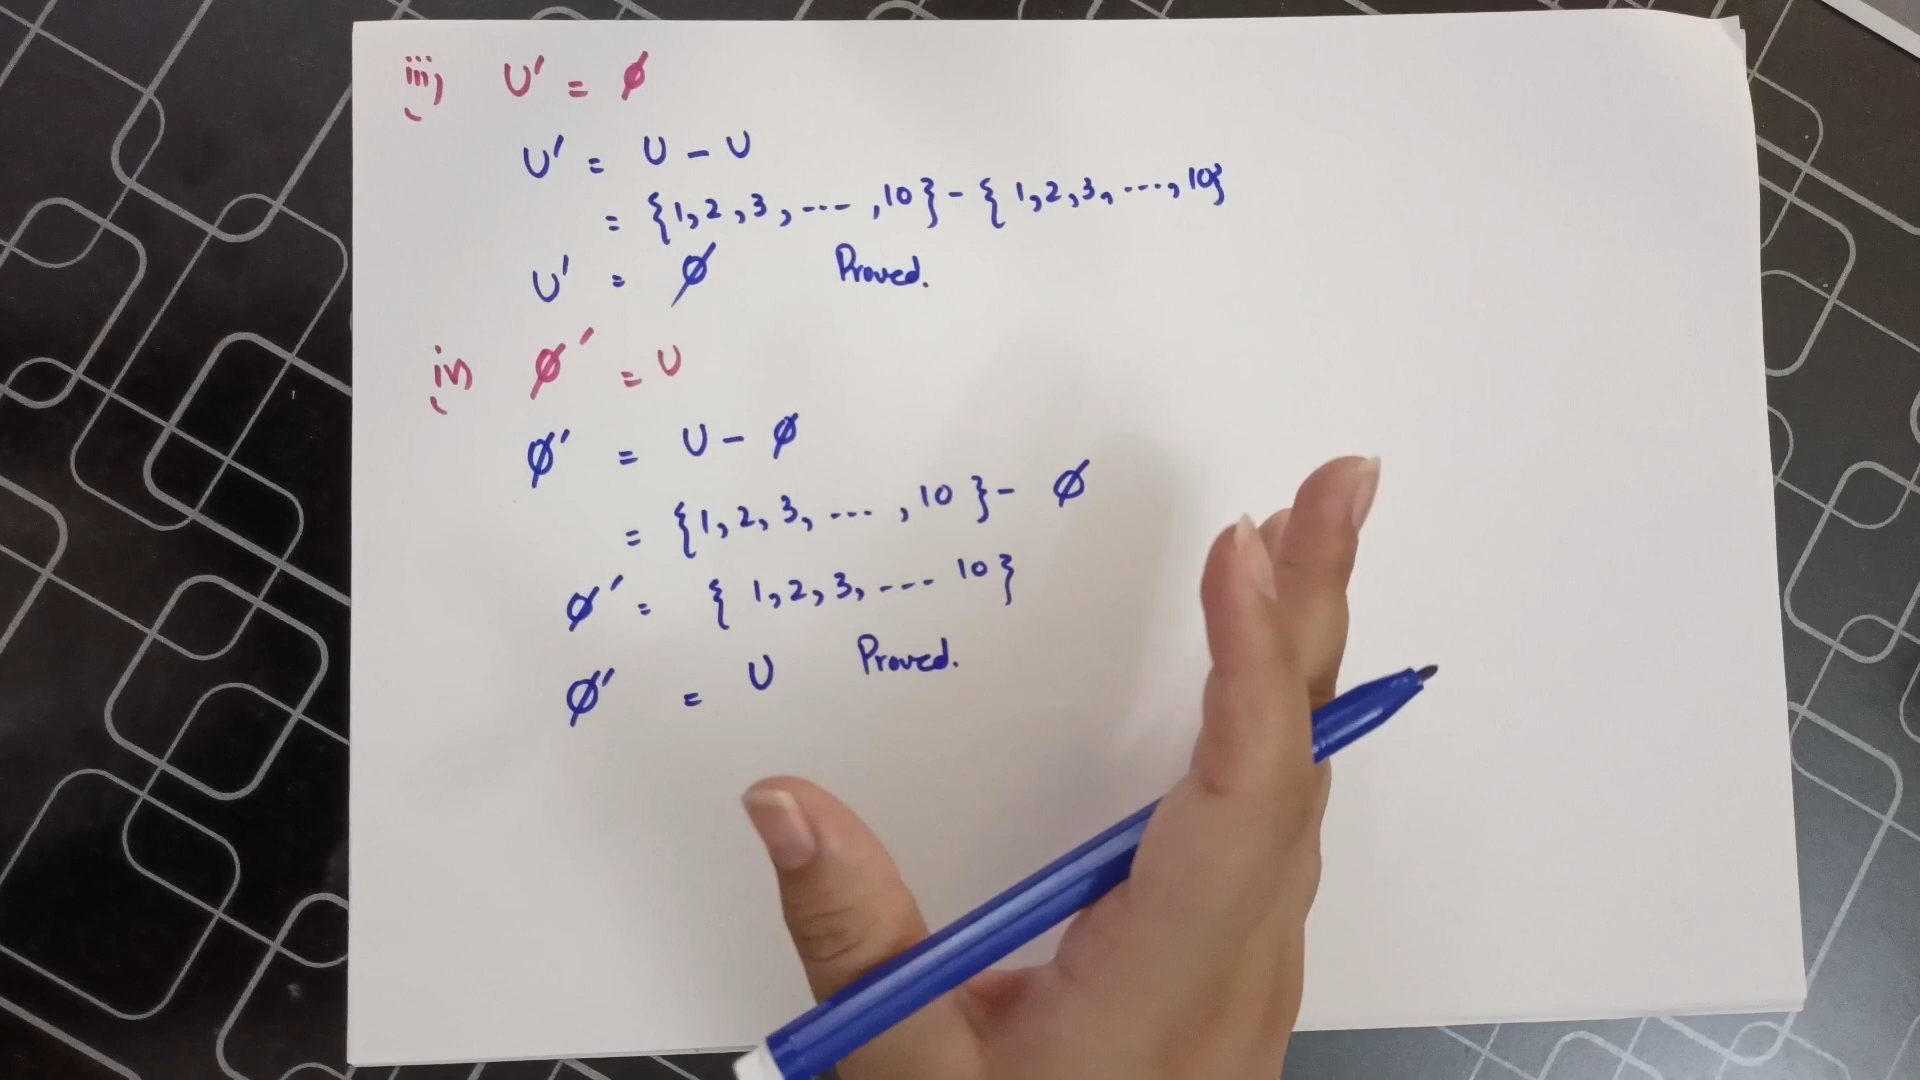 iii) U' = ϕ
U' = U - U
= {1,2,3, --- ,10} - {1,2,3, ---, 10}
U' = ϕ Proved.
iv) ϕ' = U
ϕ' = U - ϕ
= {1,2,3, --- ,10} - ϕ
ϕ' = {1,2,3, --- 10}
ϕ' = U Proved.